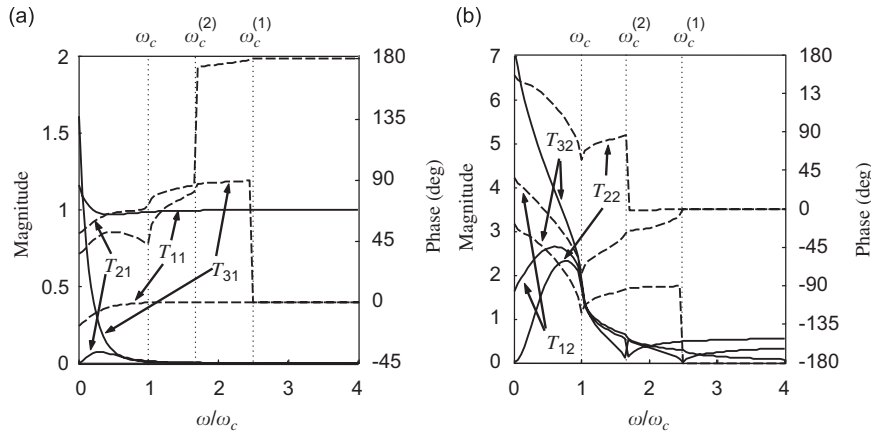 (a)
ω_c ω_c^(2) ω_c^(1)
Magnitude
2
1.5
1
0.5
0
180
135
90
45
0
-45
Phase (deg)
T_21 T_11 T_31
0 1 2 3 4
ω/ω_c
(b)
ω_c ω_c^(2) ω_c^(1)
Magnitude
7
6
5
4
3
2
1
0
180
13
90
45
0
-45
-90
-135
-180
Phase (deg)
T_32
T_22
T_12
0 1 2 3 4
ω/ω_c